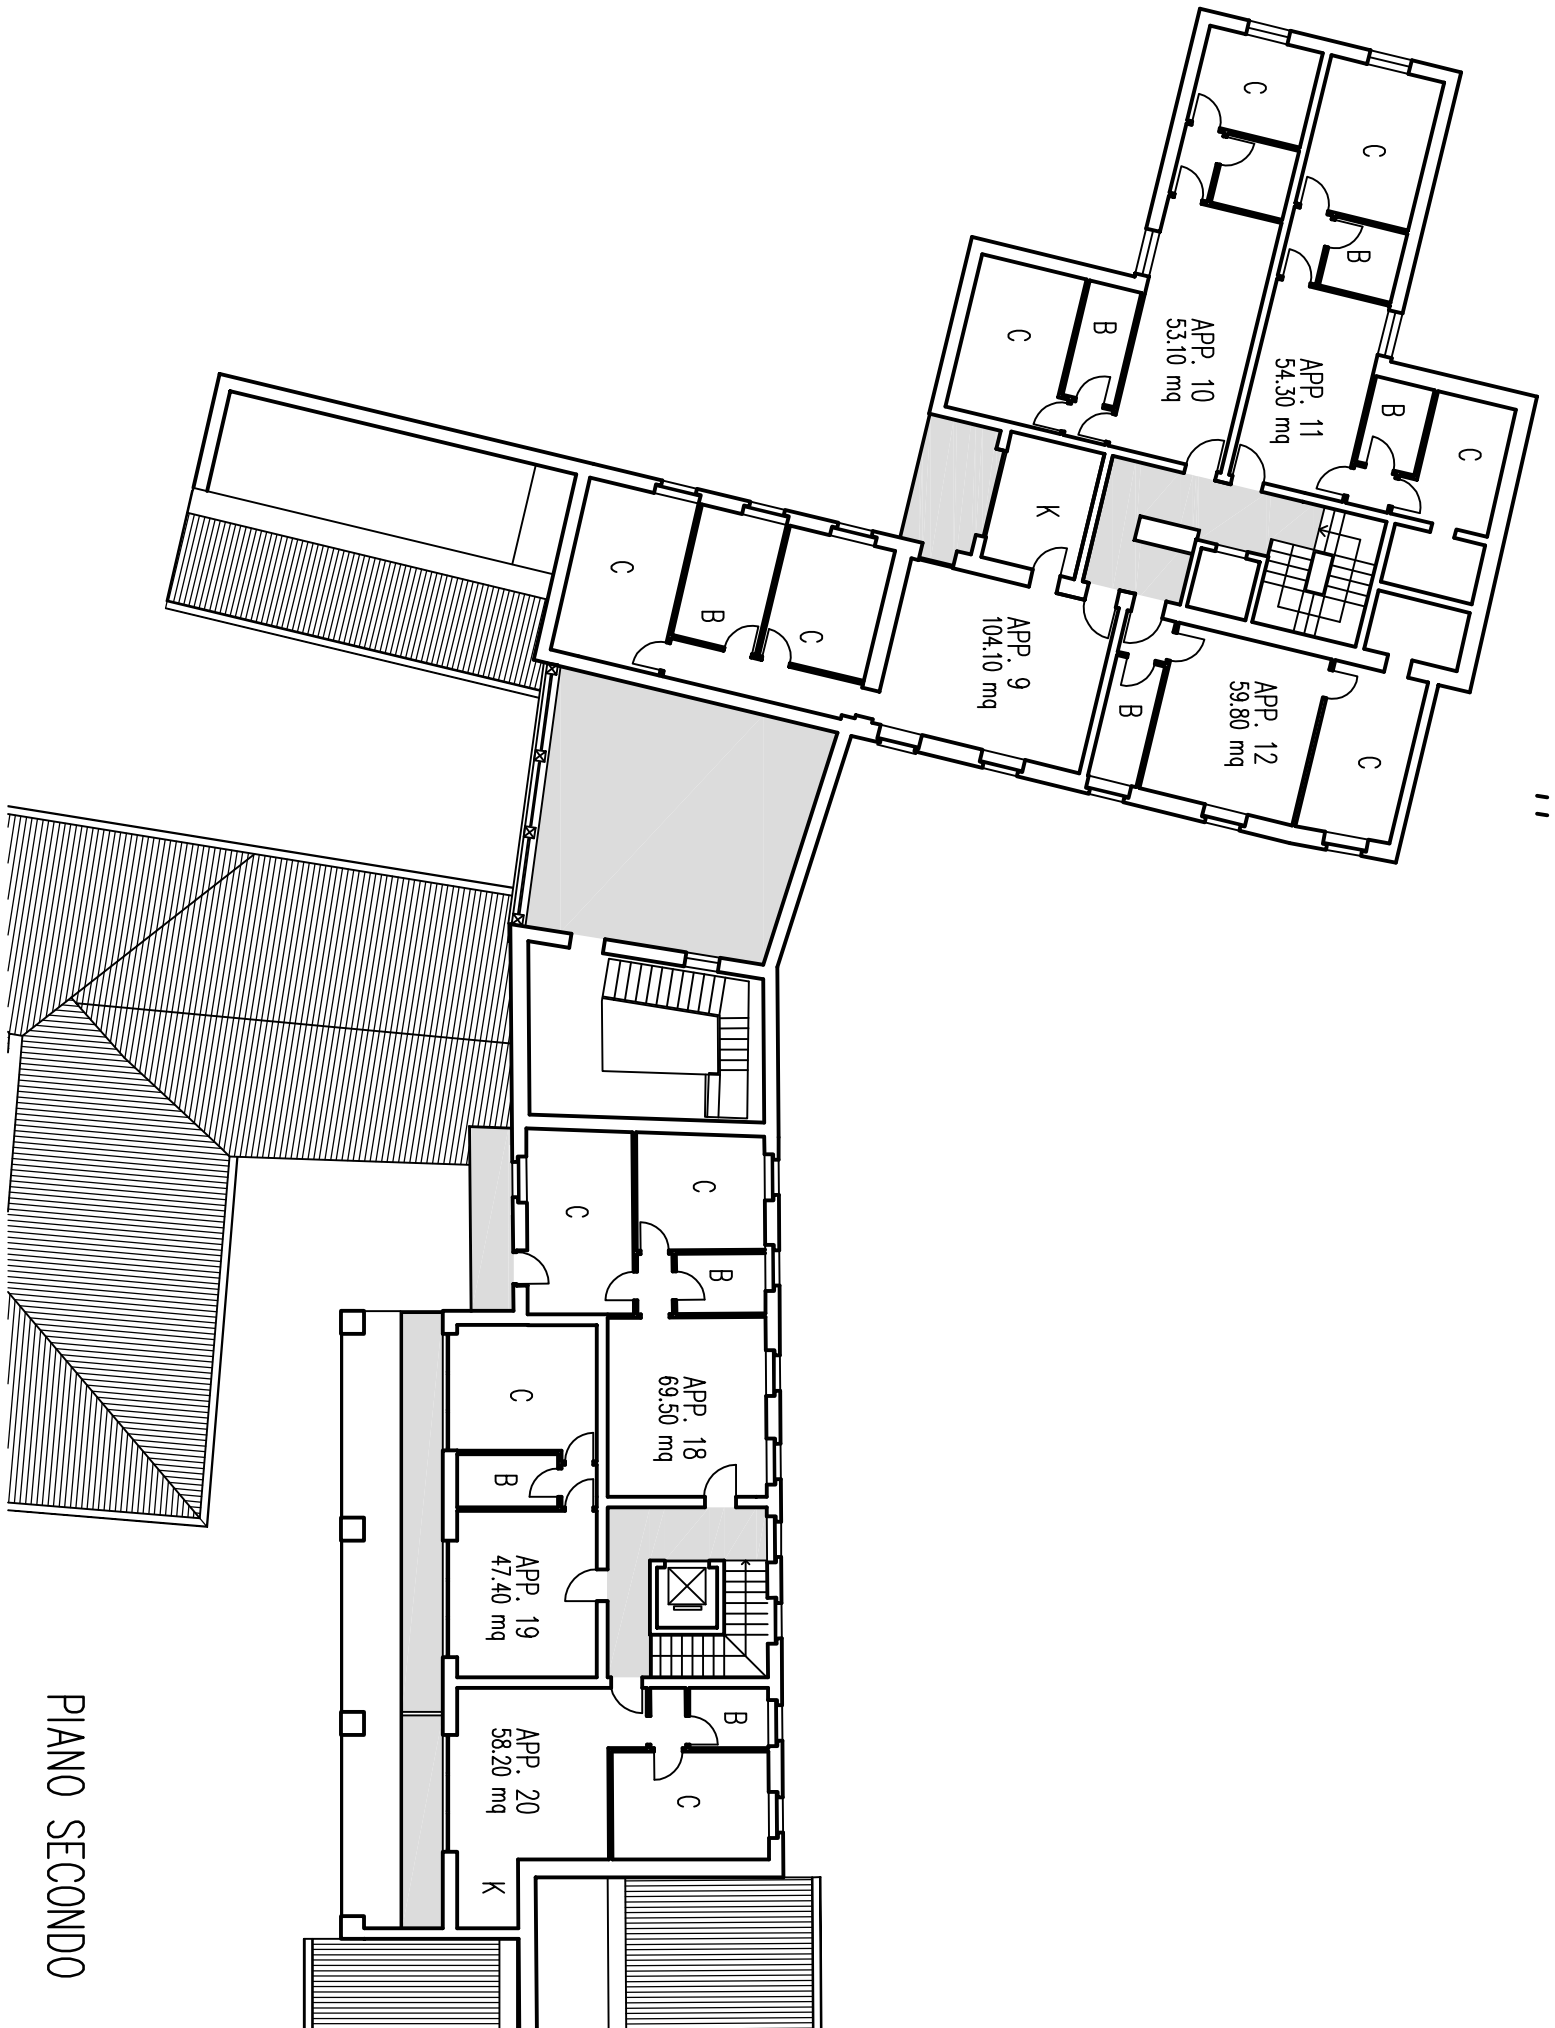 C
C
B
APP. 10
53.10 mq
APP. 11
54.30 mq
B
C
B
C
K
C
B
C
APP. 9
104.10 mq
APP. 12
59.80 mq
B
C
C
C
B
APP. 18
69.50 mq
C
B
APP. 19
47.40 mq
B
APP. 20
58.20 mq
C
K
PIANO SECONDO